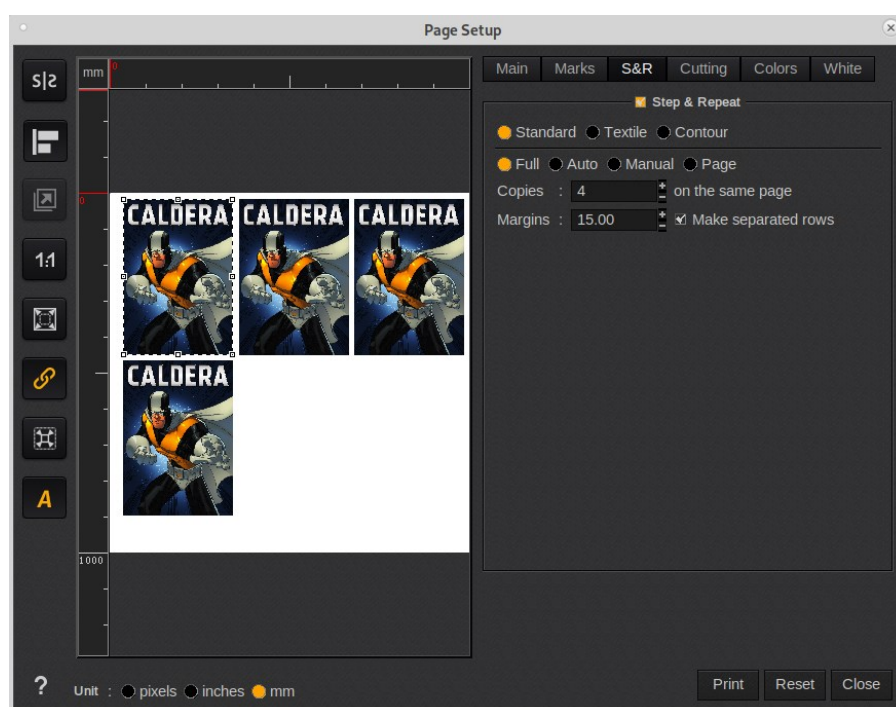 Page Setup
S|S
mm
0
0
1:1
1000
A
CALDERA CALDERA CALDERA
CALDERA
Main Marks S&R Cutting Colors White
Step & Repeat
Standard Textile Contour
Full Auto Manual Page
Copies : 4 on the same page
Margins : 15.00 Make separated rows
? Unit : pixels inches mm
Print Reset Close